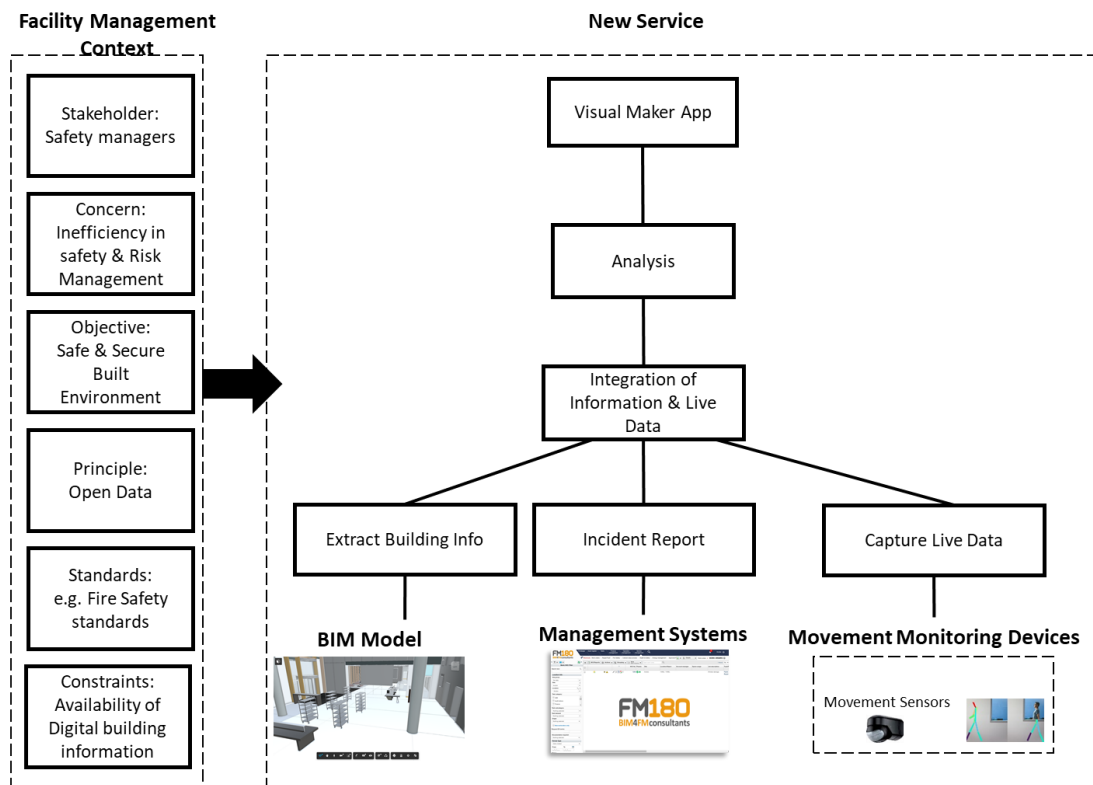 Facility Management
Context
New Service
Stakeholder:
Safety managers
Concern:
Inefficiency in
safety & Risk
Management
Objective:
Safe & Secure
Built
Environment
Principle:
Open Data
Standards:
e.g. Fire Safety
standards
Constraints:
Availability of
Digital building
information
Visual Maker App
Analysis
Integration of
Information & Live
Data
Extract Building Info
Incident Report
Capture Live Data
BIM Model
Management Systems
Movement Monitoring Devices
FM180
FM180
BIM4FMconsultants
Movement Sensors